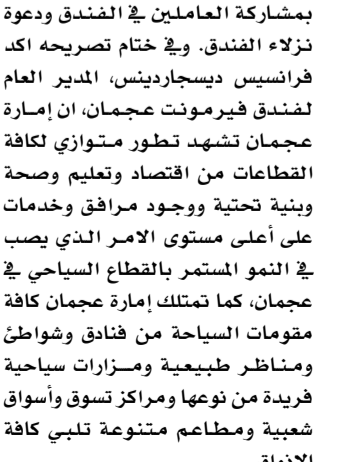 بمشاركة العاملين في الفندق ودعوة
نزلاء الفندق. وفي ختام تصريحه اكد
فرانسيس ديسجاردينس، المدير العام
لفندق فيرمونت عجمان، ان إمارة
عجمان تشهد تطور متوازي لكافة
القطاعات من اقتصاد وتعليم وصحة
وبنية تحتية ووجود مرافق وخدمات
على أعلى مستوى الامر الذي يصب
في النمو المستمر بالقطاع السياحي في
عجمان، كما تمتلك إمارة عجمان كافة
مقومات السياحة من فنادق وشواطئ
ومناظر طبيعية ومزارات سياحية
فريدة من نوعها ومراكز تسوق وأسواق
شعبية ومطاعم متنوعة تلبي كافة